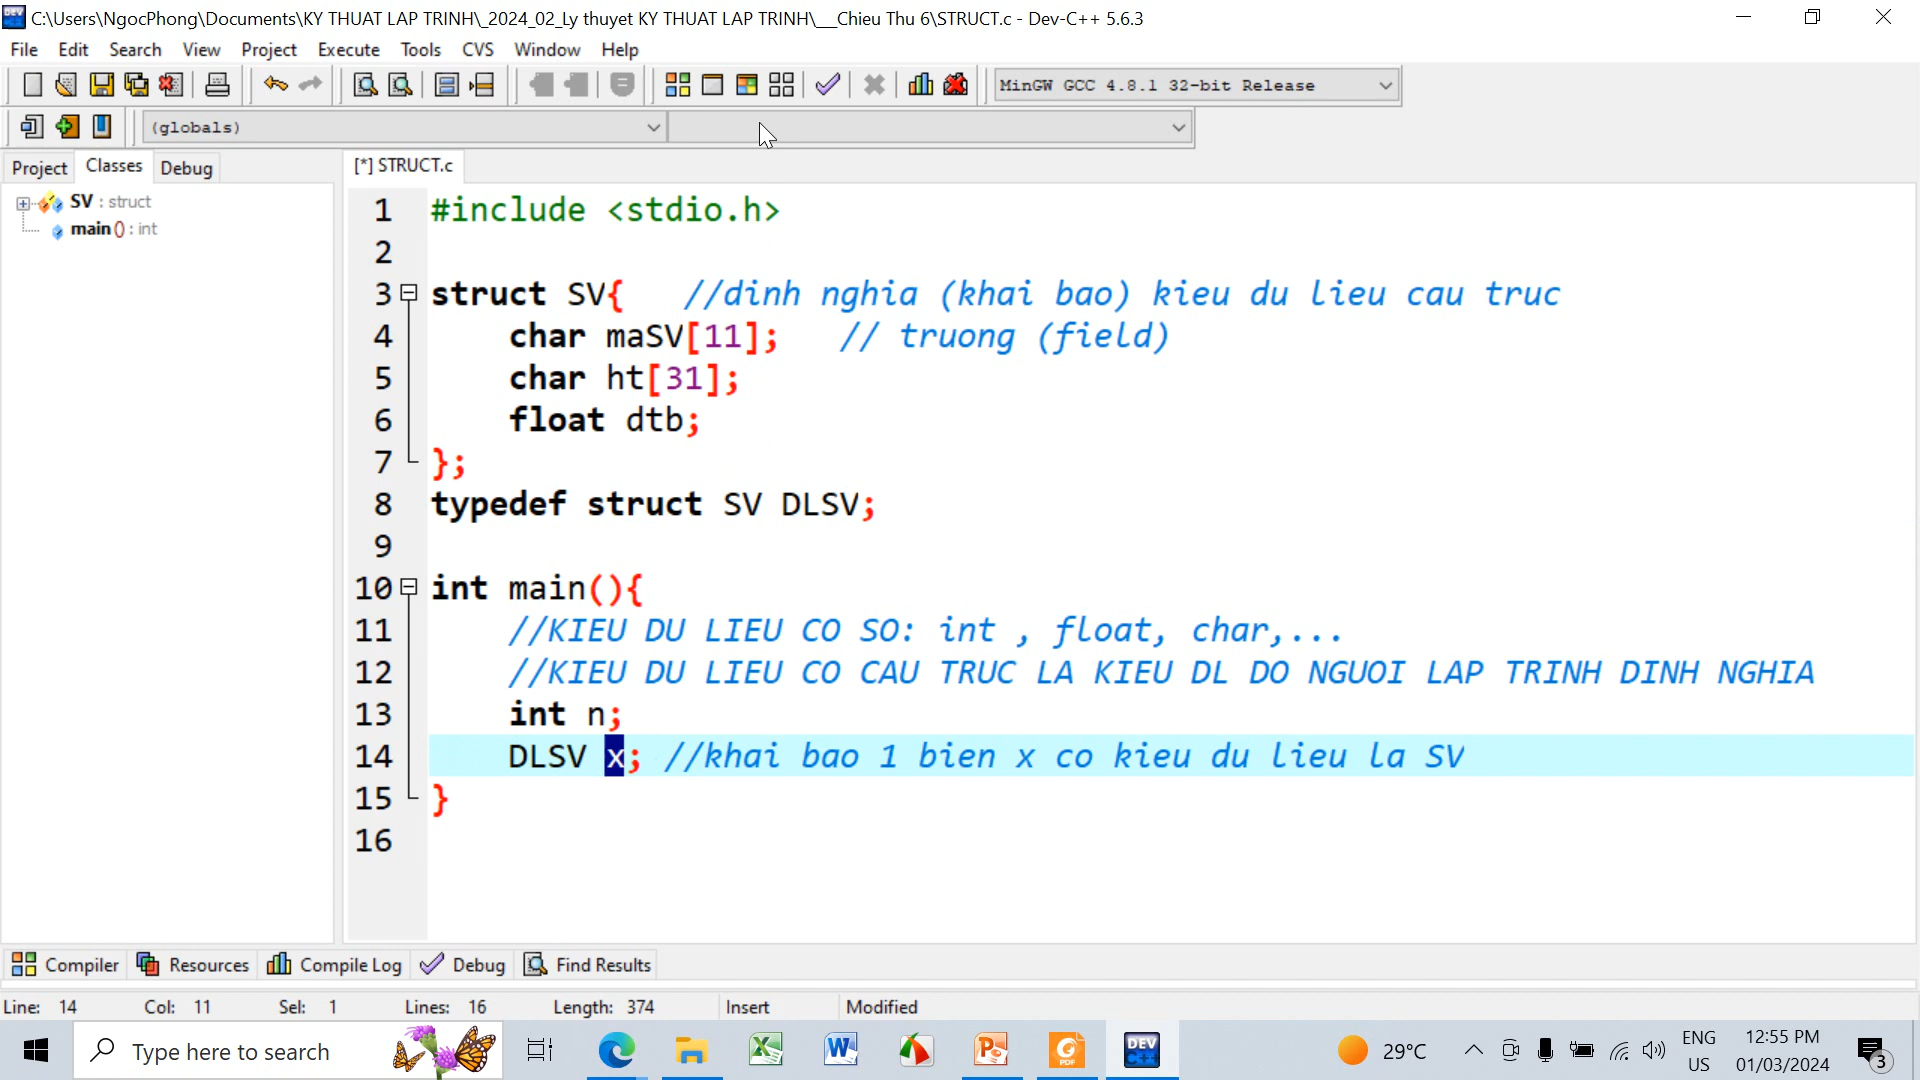 C:\Users\NgocPhong\Documents\KY THUAT LAP TRINH\_2024_02_Ly thuyet KY THUAT LAP TRINH\__Chieu Thu 6\STRUCT.c - Dev-C++ 5.6.3
File Edit Search View Project Execute Tools CVS Window Help
MinGW GCC 4.8.1 32-bit Release
(globals)
Project Classes Debug
[*] STRUCT.c
SV : struct
main () : int
1 #include <stdio.h>
2
3 struct SV{ //dinh nghia (khai bao) kieu du lieu cau truc
4 char maSV[11]; // truong (field)
5 char ht[31];
6 float dtb;
7 };
8 typedef struct SV DLSV;
9
10 int main(){
11 //KIEU DU LIEU CO SO: int , float, char,...
12 //KIEU DU LIEU CO CAU TRUC LA KIEU DL DO NGUOI LAP TRINH DINH NGHIA
13 int n;
14 DLSV x; //khai bao 1 bien x co kieu du lieu la SV
15 }
16
Compiler Resources Compile Log Debug Find Results
Line: 14 Col: 11 Sel: 1 Lines: 16 Length: 374 Insert Modified
Type here to search
DEV
29°C
ENG
US
12:55 PM
01/03/2024
3